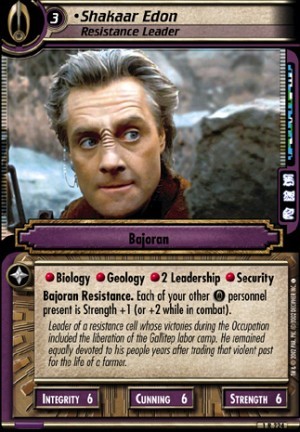 3
•Shakaar Edon
Resistance Leader
Bajoran
Biology Geology 2 Leadership Security
Bajoran Resistance. Each of your other personnel
present is Strength +1 (or +2 while in combat).
Leader of a resistance cell whose victories during the Occupation
included the liberation of the Gallitep labor camp. He remained
equally devoted to his people years after trading that violent past
for the life of a farmer.
Integrity 6 Cunning 6 Strength 6